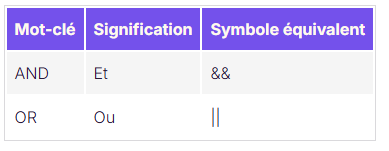 Mot-clé Signification Symbole équivalent
AND Et &&
OR Ou ||